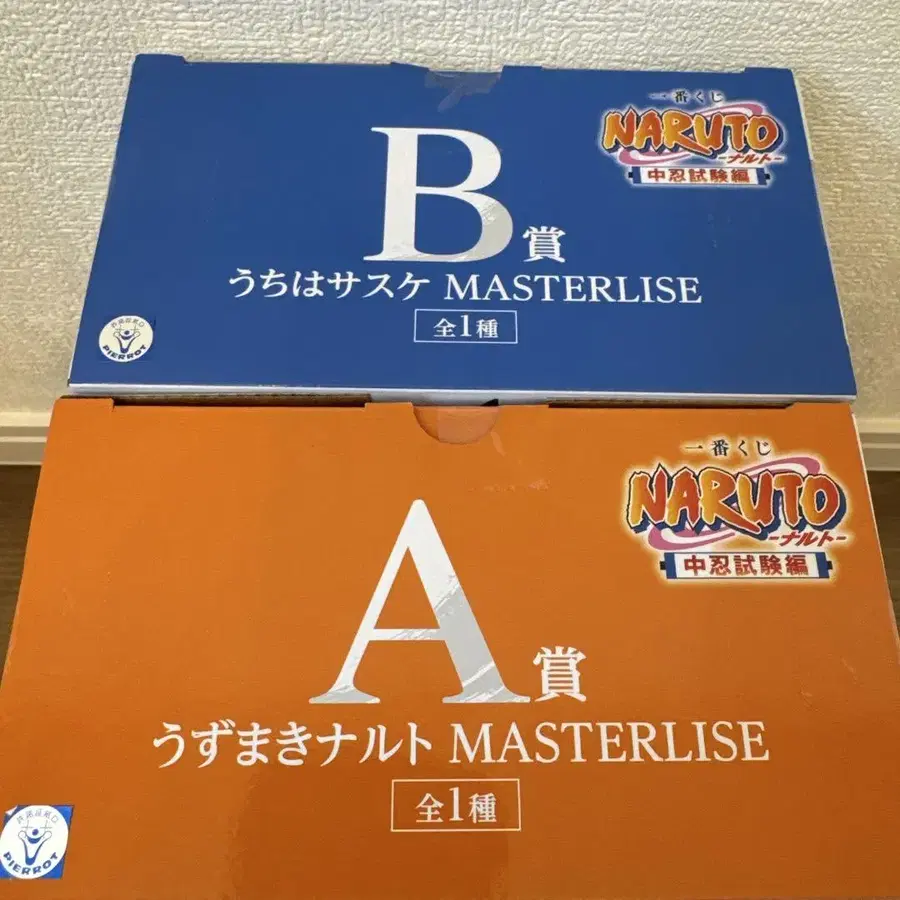 一番くじ
NARUTO
-ナルト-
中忍試験編
B賞
うちはサスケ MASTERLISE
全1種
PIERROT
一番くじ
NARUTO
-ナルト-
中忍試験編
A賞
うずまきナルト MASTERLISE
全1種
PIERROT